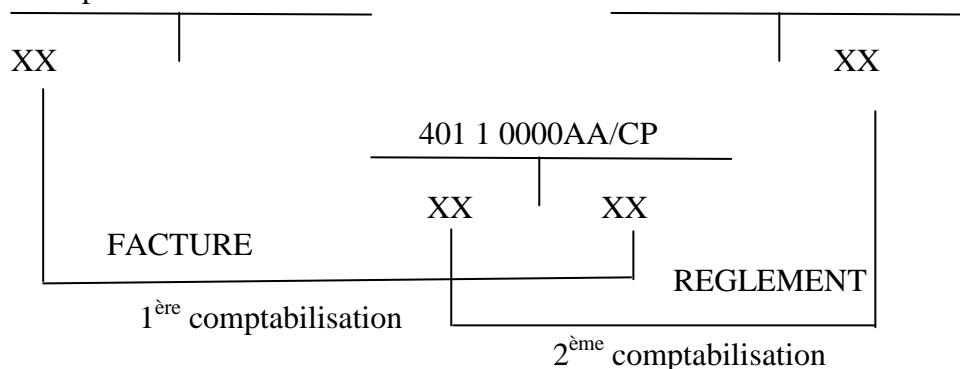 XX XX
401 1 0000AA/CP
XX XX
FACTURE
REGLEMENT
1ère comptabilisation
2ème comptabilisation